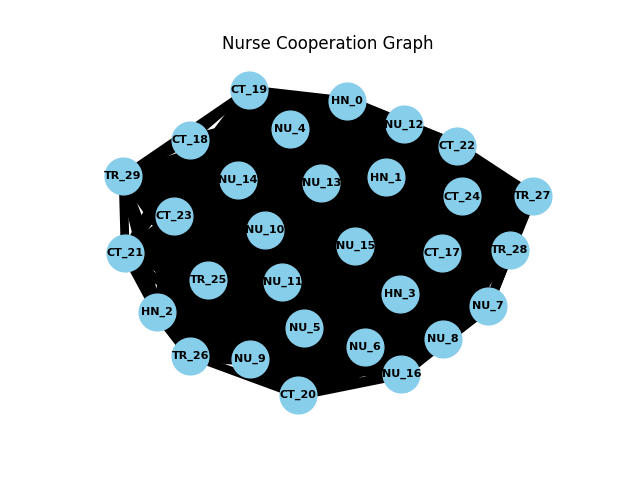 Nurse Cooperation Graph
CT_19
HN_0
NU_12
NU_4
CT_18
CT_22
TR_29
NU_14
NU_13
HN_1
CT_24
TR_27
CT_23
NU_10
NU_15
CT_21
CT_17
TR_28
TR_25
NU_11
HN_3
HN_2
NU_7
NU_5
NU_8
NU_6
TR_26
NU_9
NU_16
CT_20